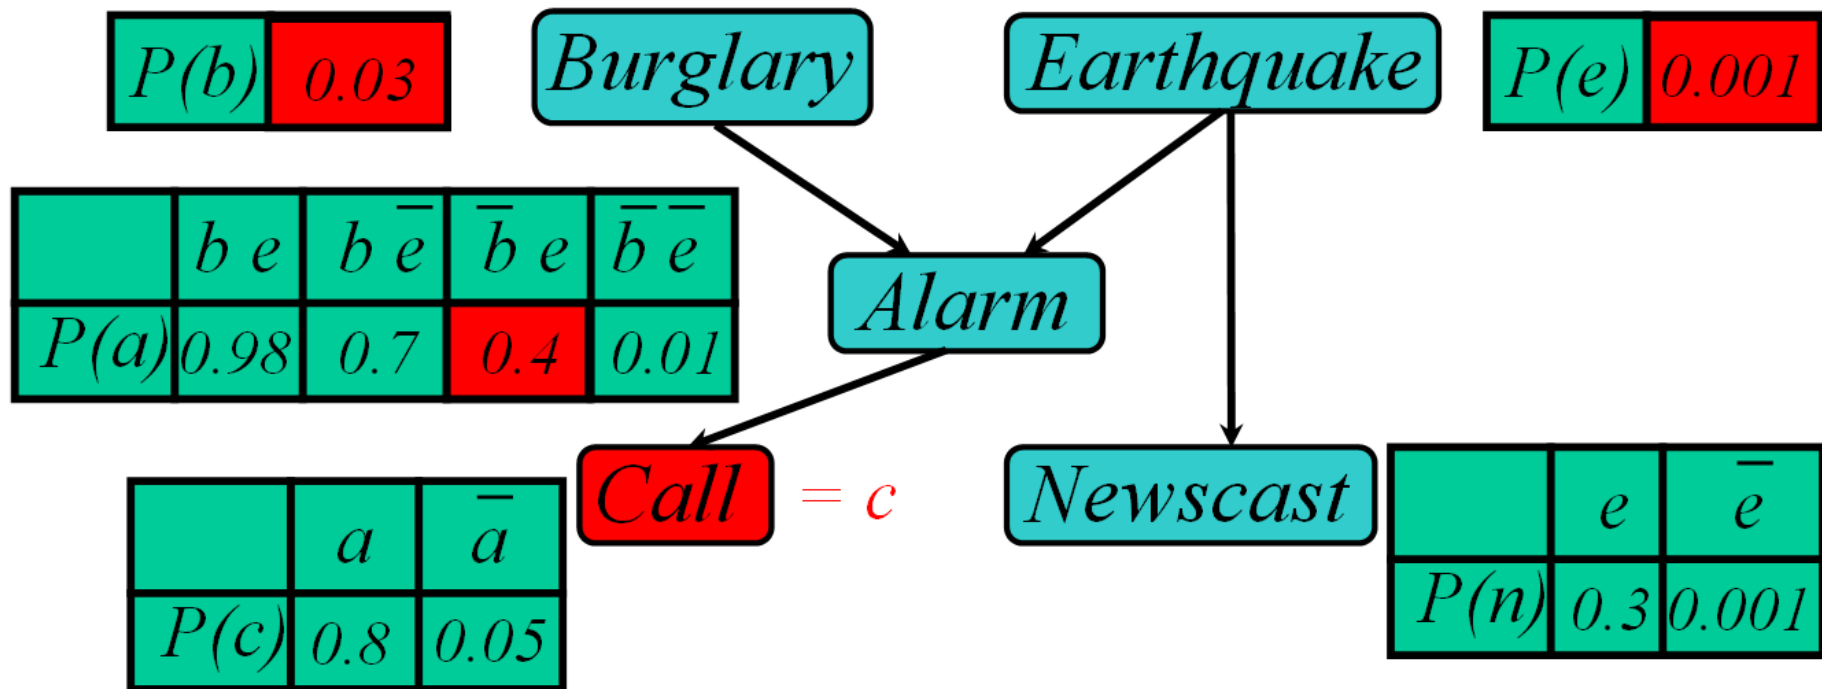 P(b) 0.03
Burglary
Earthquake
P(e) 0.001
b e b e̅ b̅ e b̅ e̅
P(a) 0.98 0.7 0.4 0.01
Alarm
Call = c
Newscast
a a̅
P(c) 0.8 0.05
e e̅
P(n) 0.3 0.001